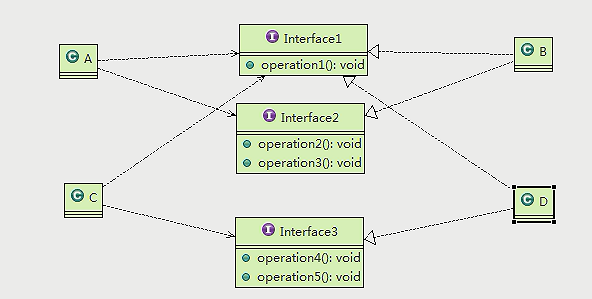 I Interface1
operation1(): void
C A
C B
I Interface2
operation2(): void
operation3(): void
C C
C D
I Interface3
operation4(): void
operation5(): void